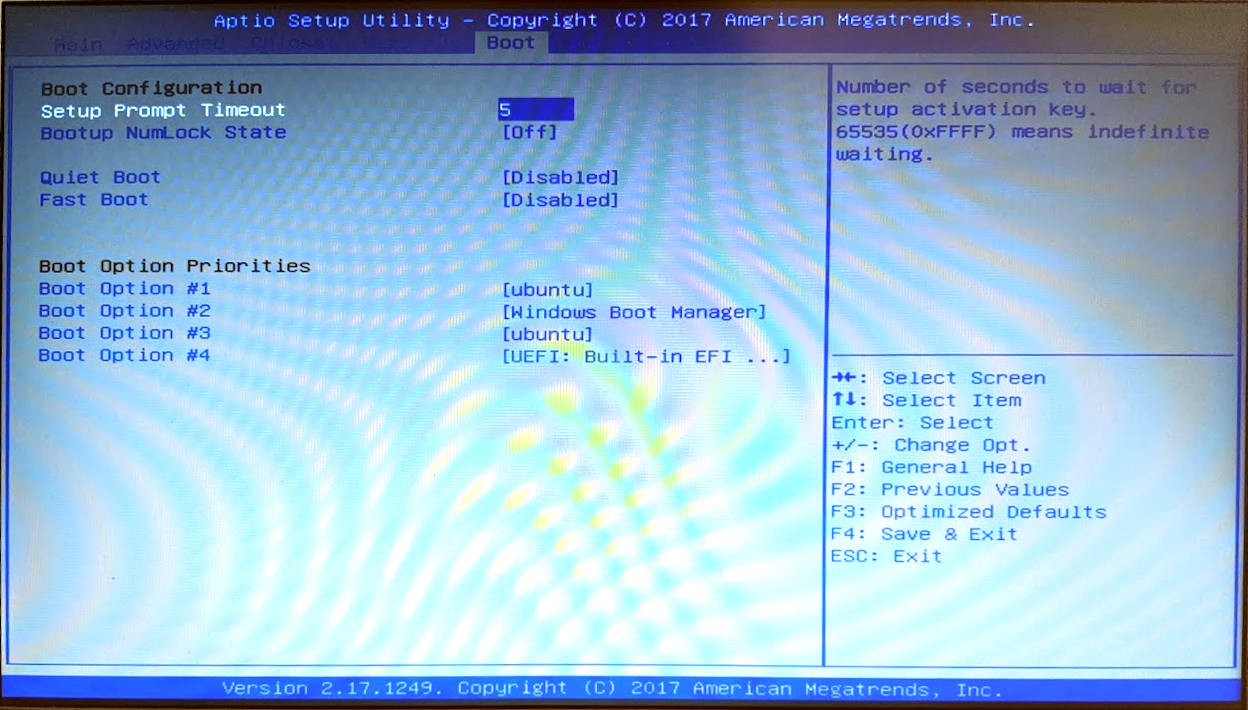 Aptio Setup Utility - Copyright (C) 2017 American Megatrends, Inc.
Main Advanced Chipset Boot
Boot Configuration
Setup Prompt Timeout 5
Bootup NumLock State [Off]
Quiet Boot [Disabled]
Fast Boot [Disabled]
Boot Option Priorities
Boot Option #1 [ubuntu]
Boot Option #2 [Windows Boot Manager]
Boot Option #3 [ubuntu]
Boot Option #4 [UEFI: Built-in EFI ...]
Number of seconds to wait for
setup activation key.
65535(0xFFFF) means indefinite
waiting.
→←: Select Screen
↑↓: Select Item
Enter: Select
+/-: Change Opt.
F1: General Help
F2: Previous Values
F3: Optimized Defaults
F4: Save & Exit
ESC: Exit
Version 2.17.1249. Copyright (C) 2017 American Megatrends, Inc.